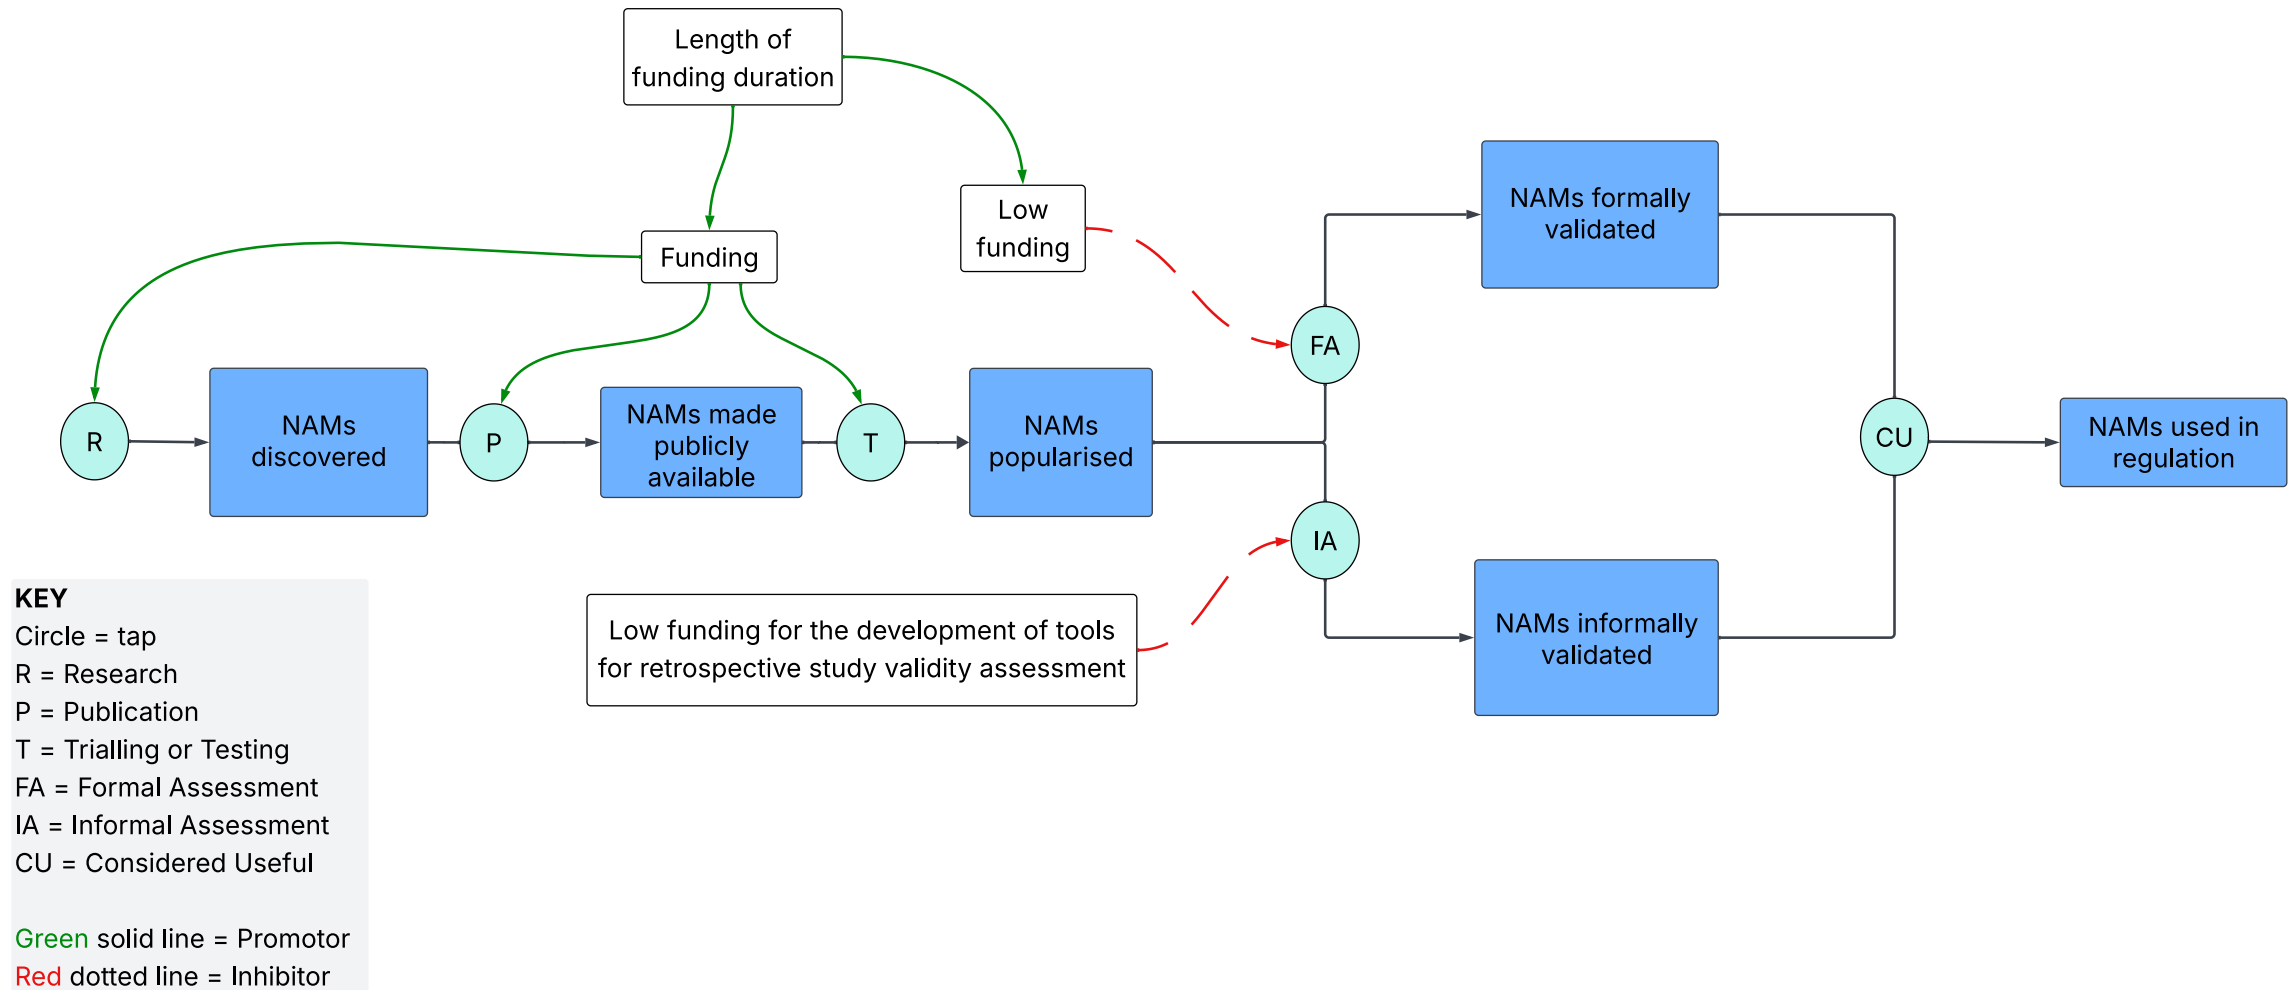 Length of
funding duration
Low
funding
Funding
NAMs formally
validated
FA
R
NAMs
discovered
P
NAMs made
publicly
available
T
NAMs
popularised
CU
NAMs used in
regulation
IA
Low funding for the development of tools
for retrospective study validity assessment
NAMs informally
validated
KEY
Circle = tap
R = Research
P = Publication
T = Trialling or Testing
FA = Formal Assessment
IA = Informal Assessment
CU = Considered Useful
Green solid line = Promotor
Red dotted line = Inhibitor